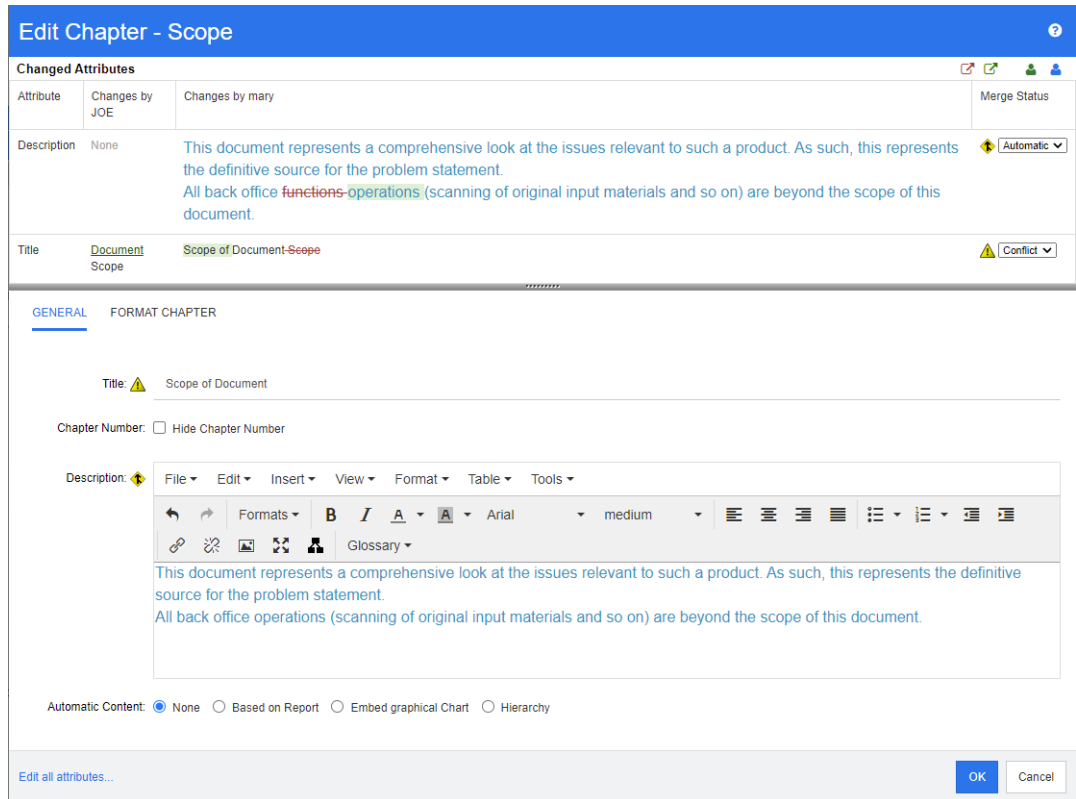 Edit Chapter - Scope
?
Changed Attributes
Attribute
Changes by
JOE
Changes by mary
Merge Status
Description
None
This document represents a comprehensive look at the issues relevant to such a product. As such, this represents
the definitive source for the problem statement.
All back office functions operations (scanning of original input materials and so on) are beyond the scope of this
document.
Automatic
Title
Document
Scope
Scope of Document Scope
Conflict
GENERAL
FORMAT CHAPTER
Title:
Scope of Document
Chapter Number:
Hide Chapter Number
Description:
File Edit Insert View Format Table Tools
Formats B I A A Arial medium
Glossary
This document represents a comprehensive look at the issues relevant to such a product. As such, this represents the definitive
source for the problem statement.
All back office operations (scanning of original input materials and so on) are beyond the scope of this document.
Automatic Content: None Based on Report Embed graphical Chart Hierarchy
Edit all attributes...
OK
Cancel